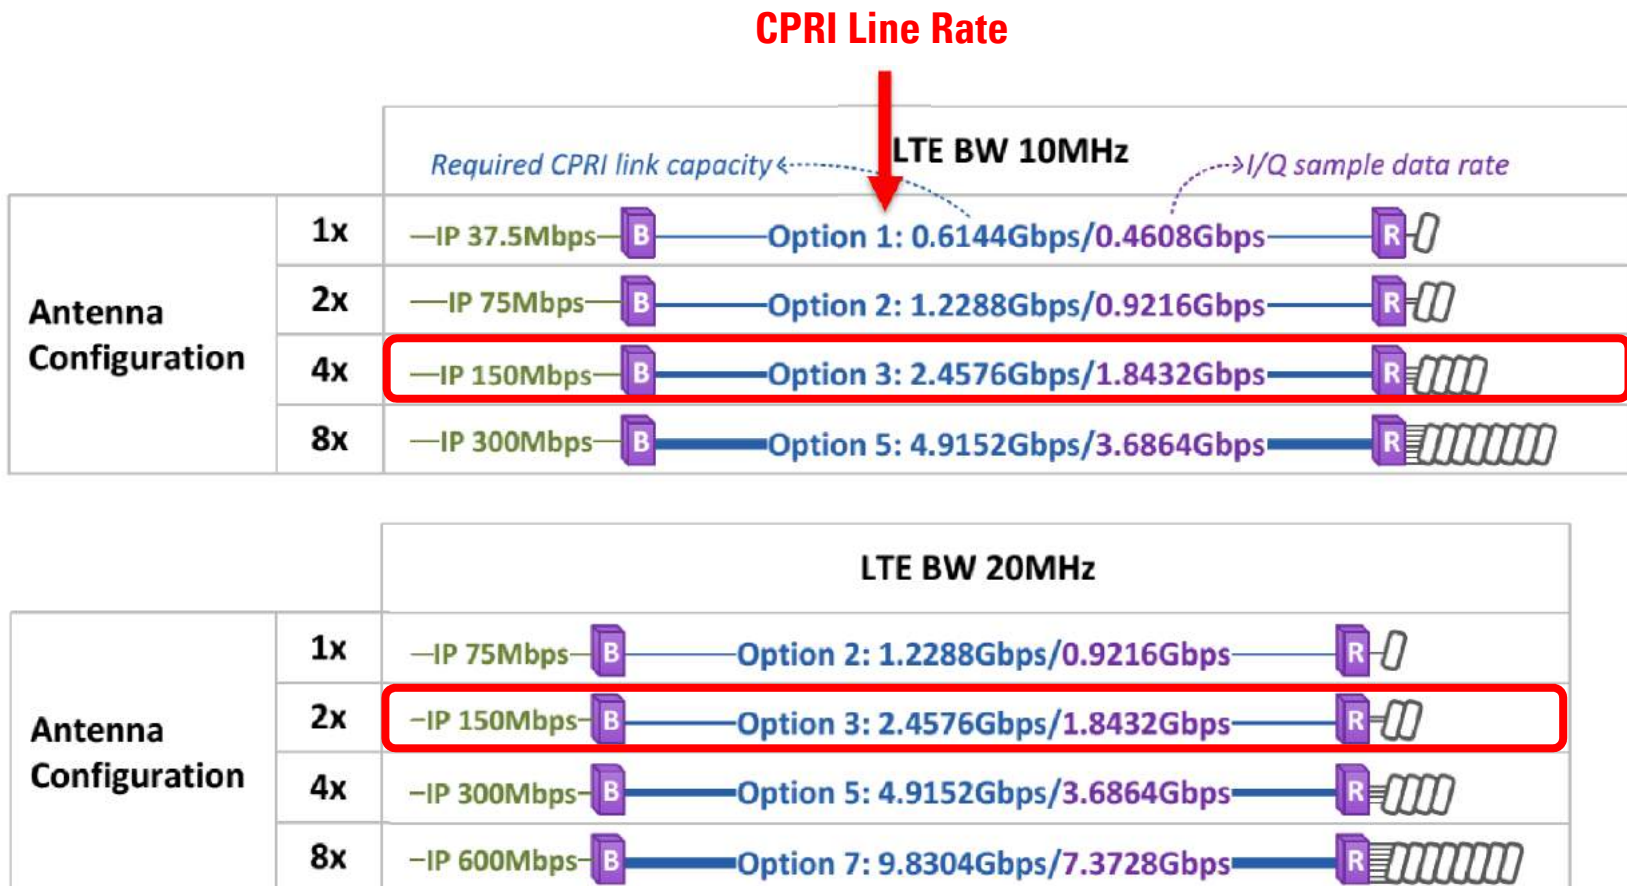 CPRI Line Rate
LTE BW 10MHz
Required CPRI link capacity
I/Q sample data rate
Antenna
Configuration
1x
IP 37.5Mbps B Option 1: 0.6144Gbps/0.4608Gbps R
2x
IP 75Mbps B Option 2: 1.2288Gbps/0.9216Gbps R
4x
IP 150Mbps B Option 3: 2.4576Gbps/1.8432Gbps R
8x
IP 300Mbps B Option 5: 4.9152Gbps/3.6864Gbps R
LTE BW 20MHz
Antenna
Configuration
1x
IP 75Mbps B Option 2: 1.2288Gbps/0.9216Gbps R
2x
IP 150Mbps B Option 3: 2.4576Gbps/1.8432Gbps R
4x
IP 300Mbps B Option 5: 4.9152Gbps/3.6864Gbps R
8x
IP 600Mbps B Option 7: 9.8304Gbps/7.3728Gbps R